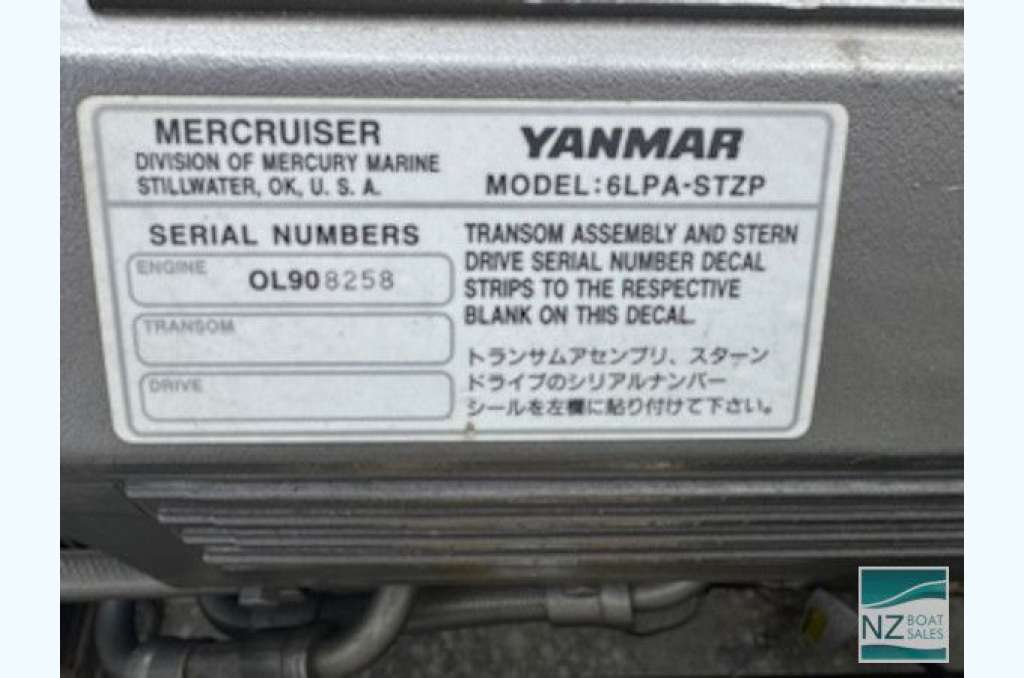 MERCRUISER
DIVISION OF MERCURY MARINE
STILLWATER, OK, U. S. A.
YANMAR
MODEL:6LPA-STZP
SERIAL NUMBERS
ENGINE
OL908258
TRANSOM
DRIVE
TRANSOM ASSEMBLY AND STERN
DRIVE SERIAL NUMBER DECAL
STRIPS TO THE RESPECTIVE
BLANK ON THIS DECAL.
トランサムアセンブリ、スターン
ドライブのシリアルナンバー
シールを左欄に貼り付けて下さい。
NZ BOAT
SALES